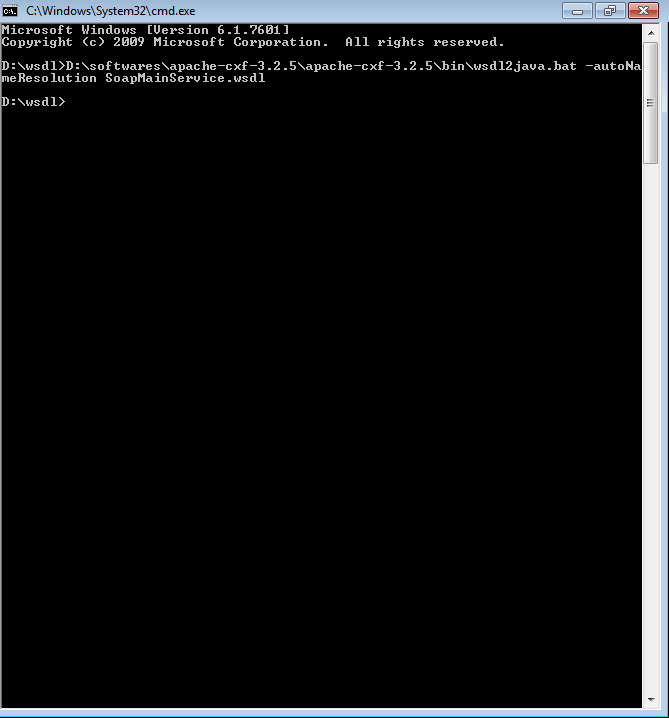 C:\Windows\System32\cmd.exe
Microsoft Windows [Version 6.1.7601]
Copyright (c) 2009 Microsoft Corporation.  All rights reserved.
D:\wsdl>D:\softwares\apache-cxf-3.2.5\apache-cxf-3.2.5\bin\wsdl2java.bat -autoNa
meResolution SoapMainService.wsdl
D:\wsdl>